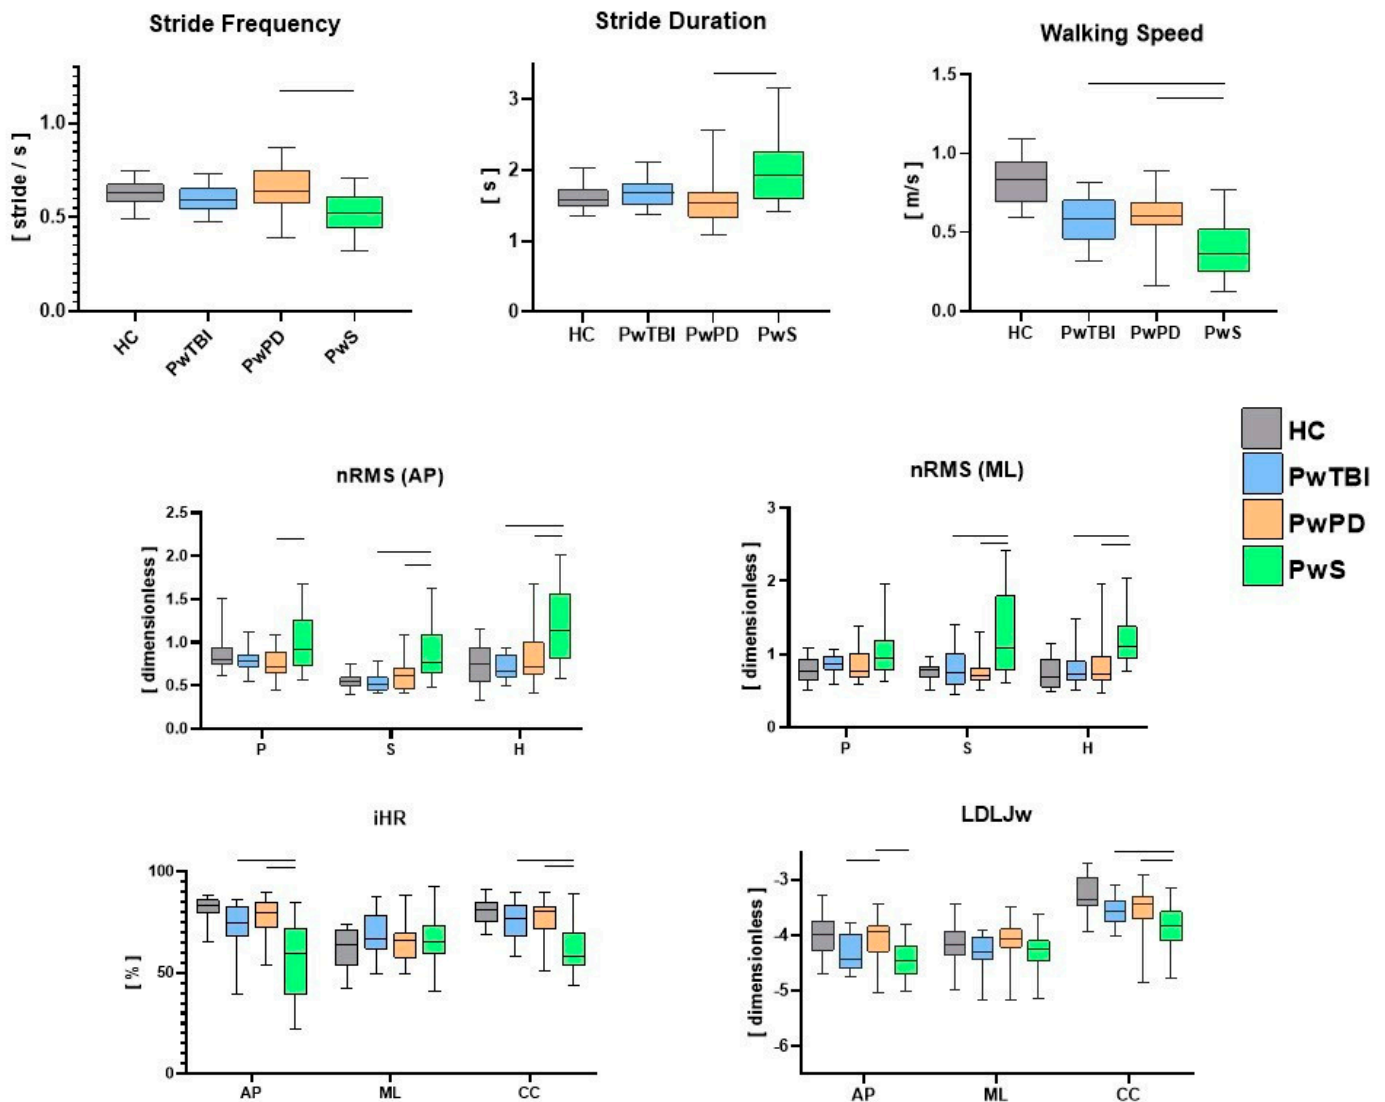 Stride Frequency
[ stride / s ]
1.0
0.5
0.0
HC
PwTBI
PwPD
PwS
Stride Duration
[ s ]
3
2
1
0
HC
PwTBI
PwPD
PwS
Walking Speed
[ m/s ]
1.5
1.0
0.5
0.0
HC
PwTBI
PwPD
PwS
HC
PwTBI
PwPD
PwS
nRMS (AP)
[ dimensionless ]
2.5
2.0
1.5
1.0
0.5
0.0
P
S
H
nRMS (ML)
[ dimensionless ]
3
2
1
0
P
S
H
iHR
[ % ]
100
50
0
AP
ML
CC
LDLJw
[ dimensionless ]
-3
-4
-5
-6
AP
ML
CC